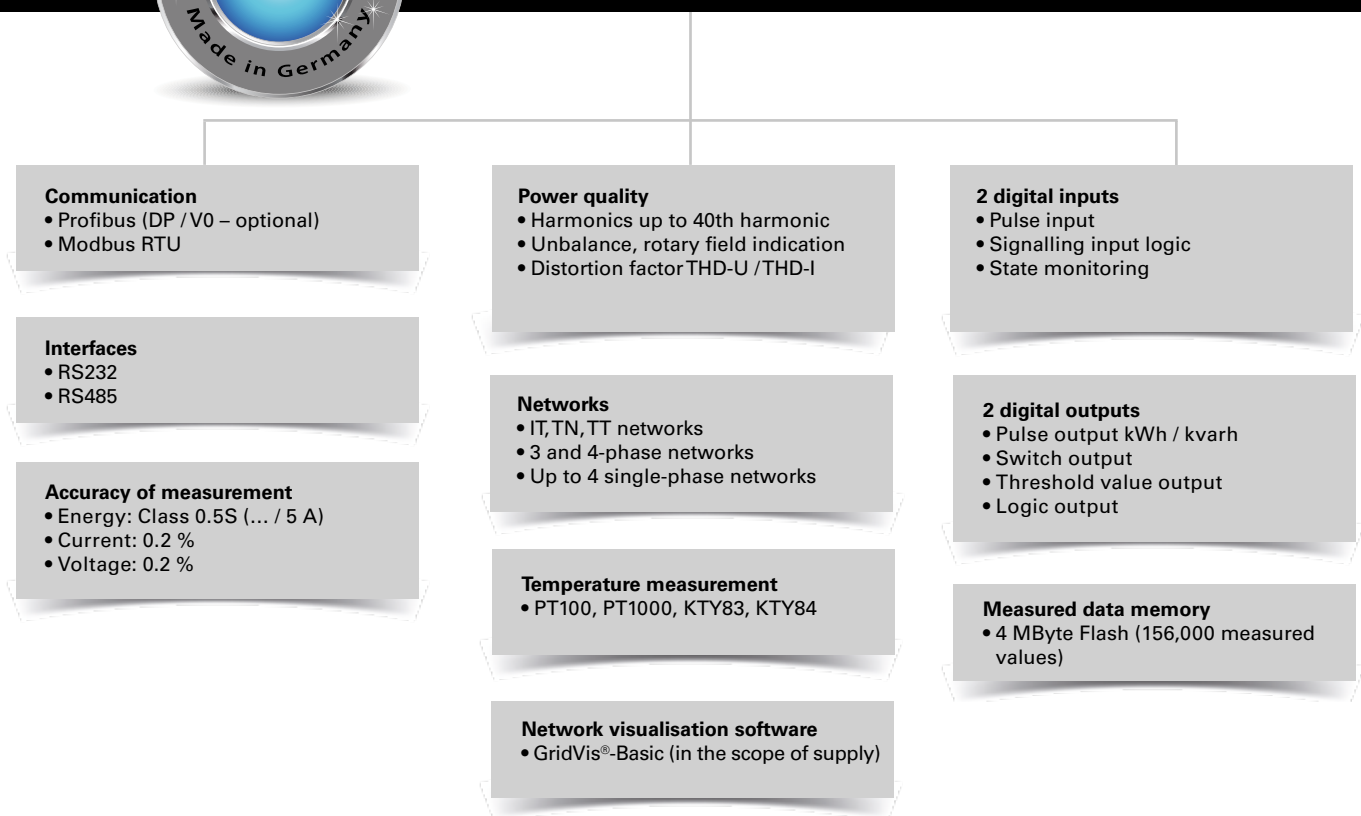 Made in Germany
Communication
• Profibus (DP / V0 – optional)
• Modbus RTU
Interfaces
• RS232
• RS485
Accuracy of measurement
• Energy: Class 0.5S (… / 5 A)
• Current: 0.2 %
• Voltage: 0.2 %
Power quality
• Harmonics up to 40th harmonic
• Unbalance, rotary field indication
• Distortion factor THD-U / THD-I
Networks
• IT, TN, TT networks
• 3 and 4-phase networks
• Up to 4 single-phase networks
Temperature measurement
• PT100, PT1000, KTY83, KTY84
Network visualisation software
• GridVis®-Basic (in the scope of supply)
2 digital inputs
• Pulse input
• Signalling input logic
• State monitoring
2 digital outputs
• Pulse output kWh / kvarh
• Switch output
• Threshold value output
• Logic output
Measured data memory
• 4 MByte Flash (156,000 measured
values)